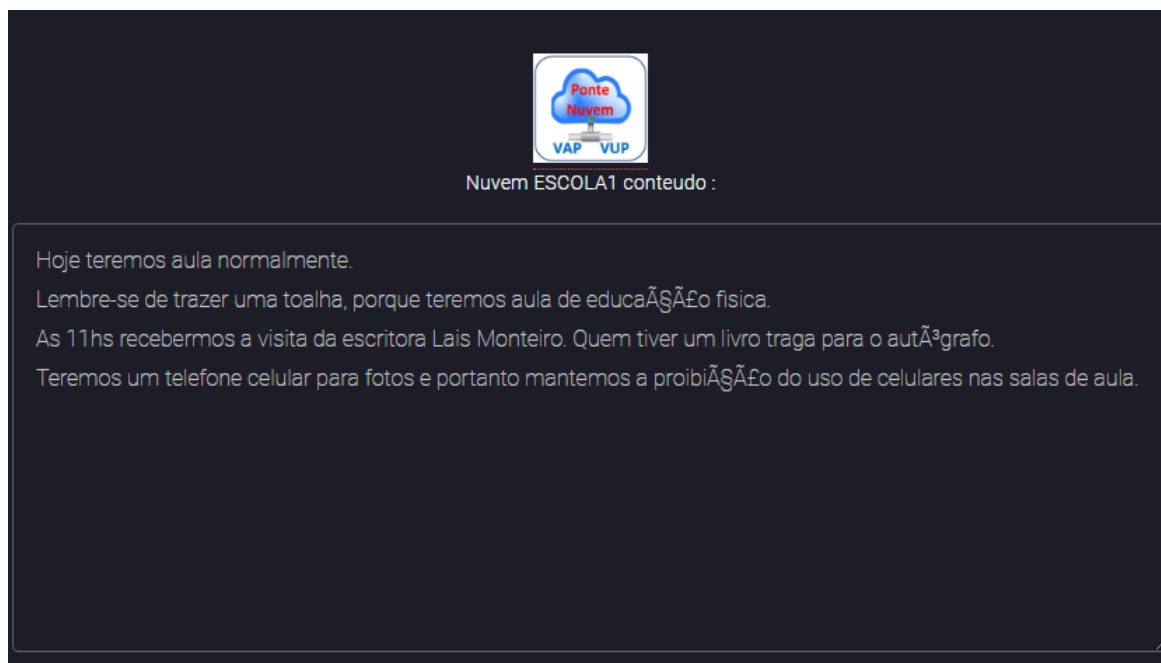 Ponte
Nuvem
VAP VUP
Nuvem ESCOLA1 conteudo :
Hoje teremos aula normalmente.
Lembre-se de trazer uma toalha, porque teremos aula de educaÃ§Ã£o fisica.
As 11hs recebermos a visita da escritora Lais Monteiro. Quem tiver um livro traga para o autÃ³grafo.
Teremos um telefone celular para fotos e portanto mantemos a proibiÃ§Ã£o do uso de celulares nas salas de aula.